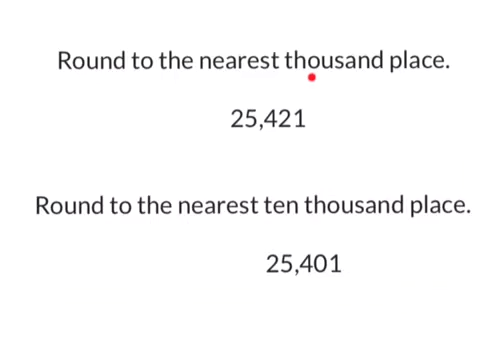 Round to the nearest thousand place.
25,421
Round to the nearest ten thousand place.
25,401